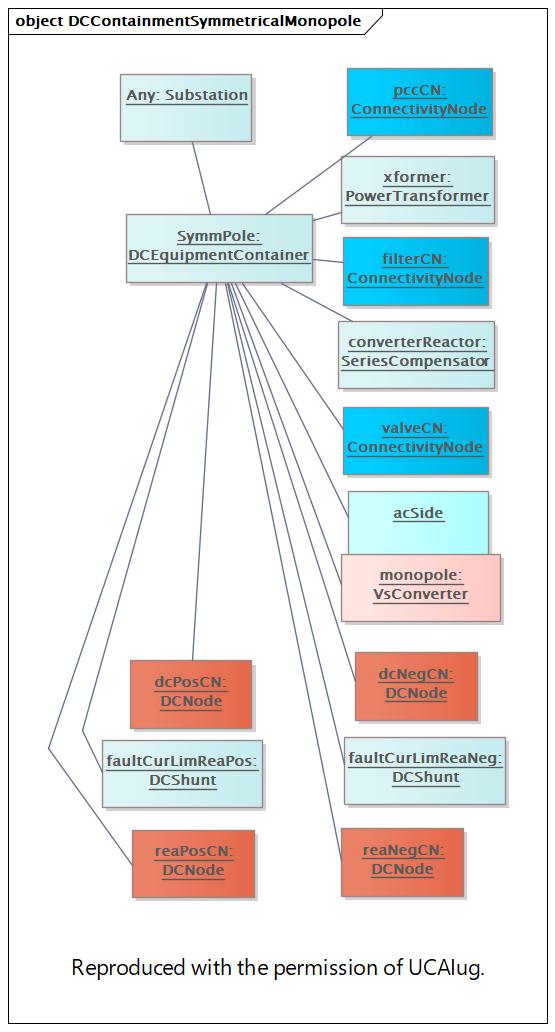 object DCContainmentSymmetricalMonopole
Any: Substation
pccCN:
ConnectivityNode
xformer:
PowerTransformer
SymmPole:
DCEquipmentContainer
filterCN:
ConnectivityNode
converterReactor:
SeriesCompensator
valveCN:
ConnectivityNode
acSide
monopole:
VsConverter
dcPosCN:
DCNode
dcNegCN:
DCNode
faultCurLimReaPos:
DCShunt
faultCurLimReaNeg:
DCShunt
reaPosCN:
DCNode
reaNegCN:
DCNode
Reproduced with the permission of UCAIug.